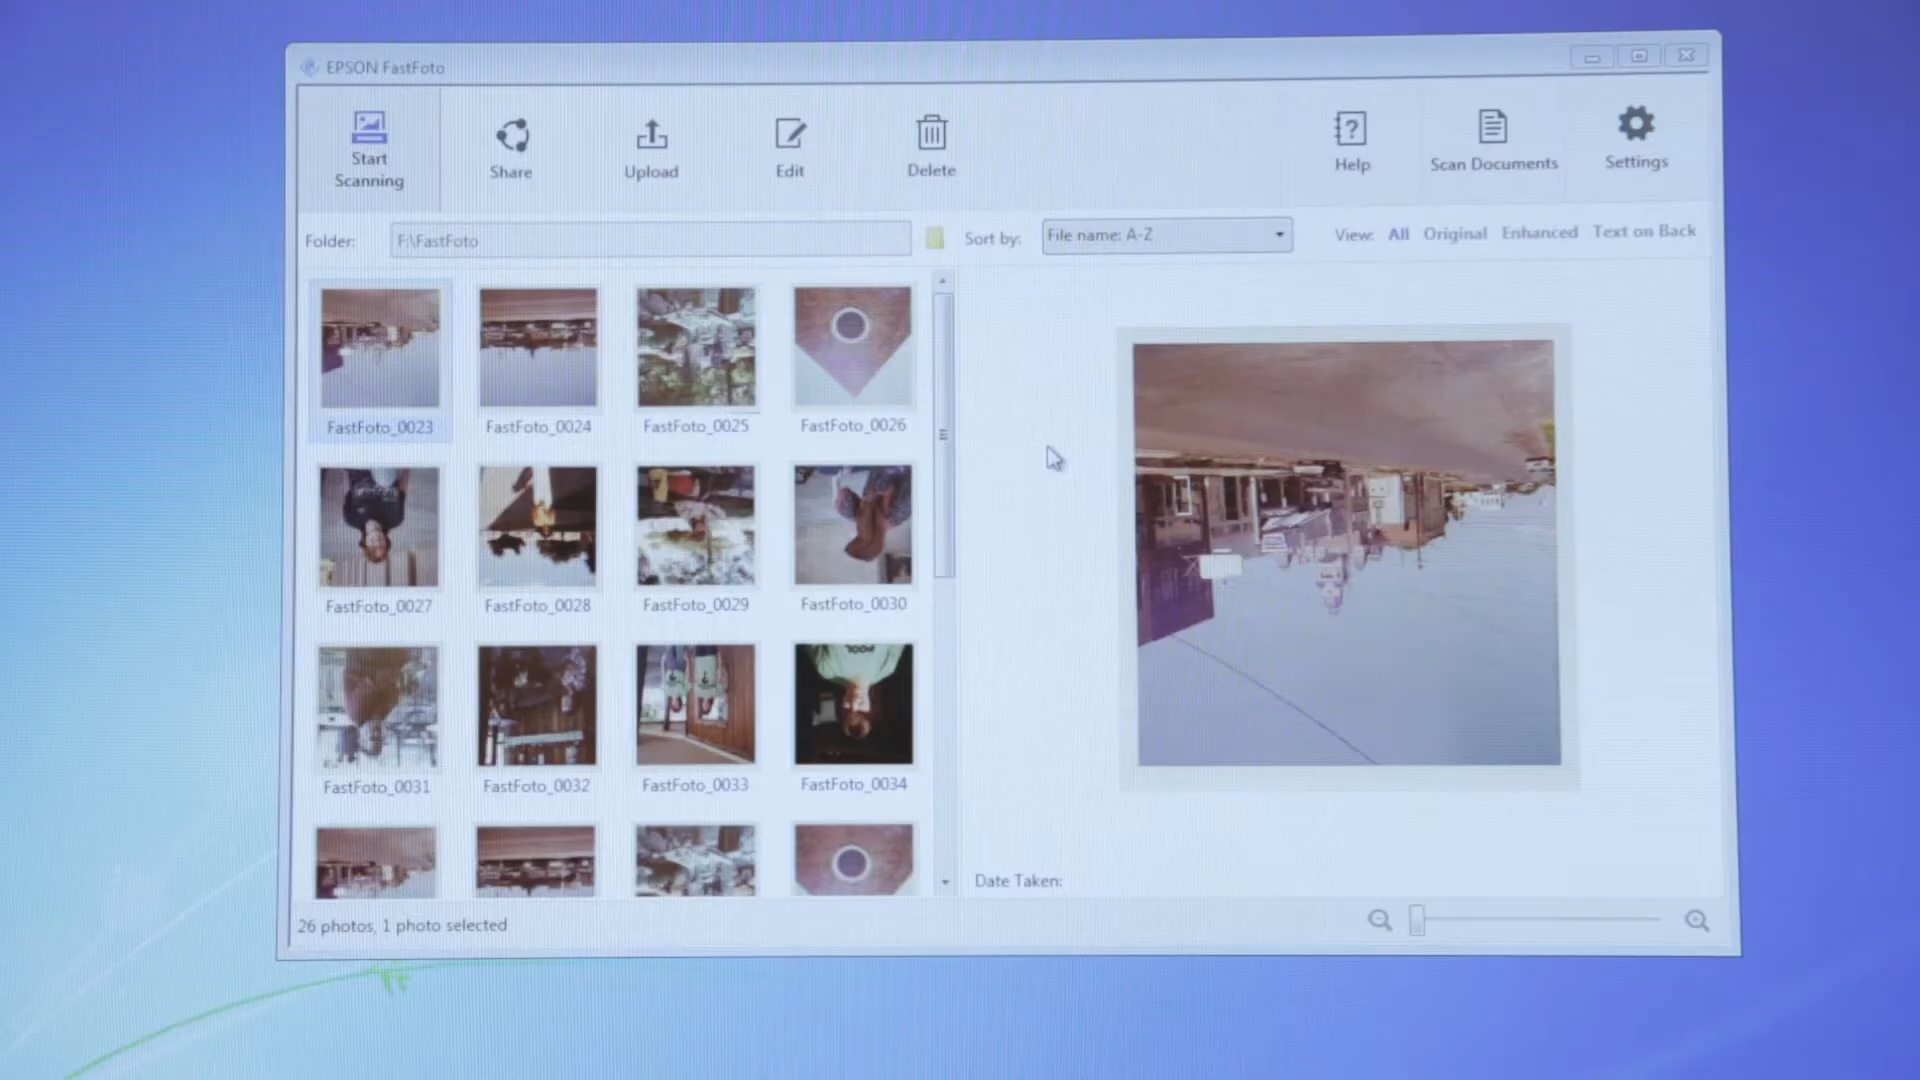 EPSON FastFoto
Start
Scanning
Share
Upload
Edit
Delete
Help
Scan Documents
Settings
Folder:
F:\FastFoto
Sort by:
File name: A-Z
View:
All
Original
Enhanced
Text on Back
FastFoto_0023
FastFoto_0024
FastFoto_0025
FastFoto_0026
FastFoto_0027
FastFoto_0028
FastFoto_0029
FastFoto_0030
FastFoto_0031
FastFoto_0032
FastFoto_0033
FastFoto_0034
Date Taken:
26 photos, 1 photo selected